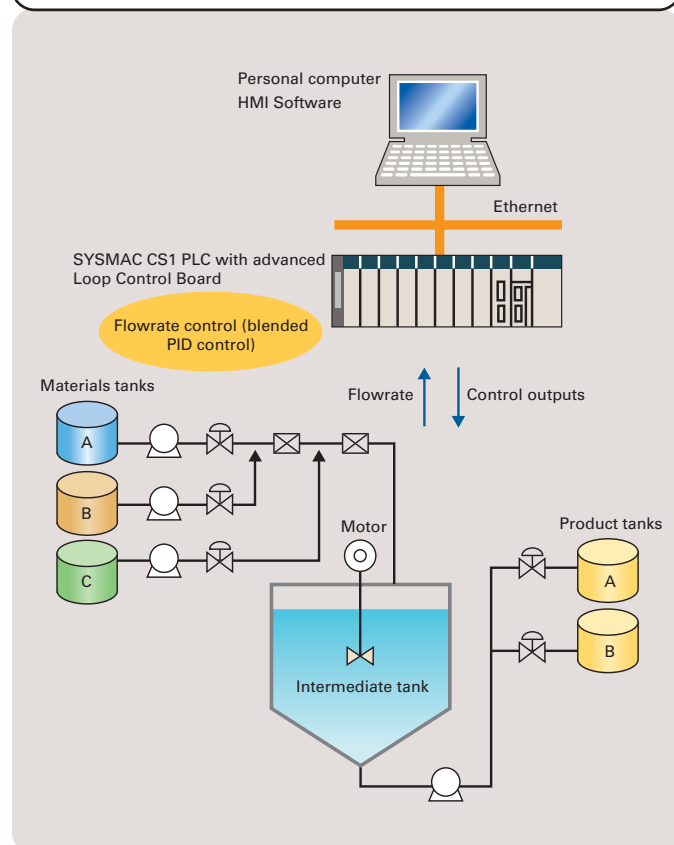 Personal computer
HMI Software
Ethernet
SYSMAC CS1 PLC with advanced
Loop Control Board
Flowrate control (blended
PID control)
Flowrate
Control outputs
Materials tanks
A
B
C
Motor
Product tanks
A
B
Intermediate tank